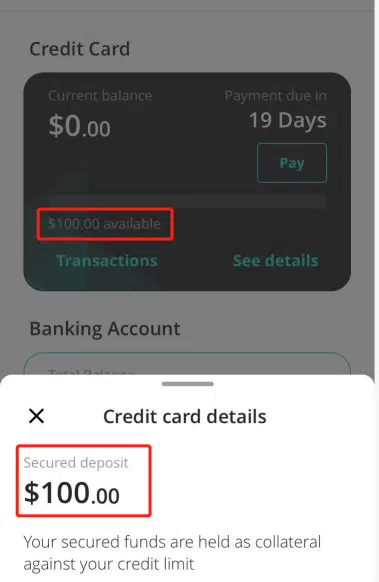 Credit Card
Current balance
Payment due in
$0.00
19 Days
Pay
$100.00 available
Transactions
See details
Banking Account
Total Balance
Credit card details
Secured deposit
$100.00
Your secured funds are held as collateral
against your credit limit